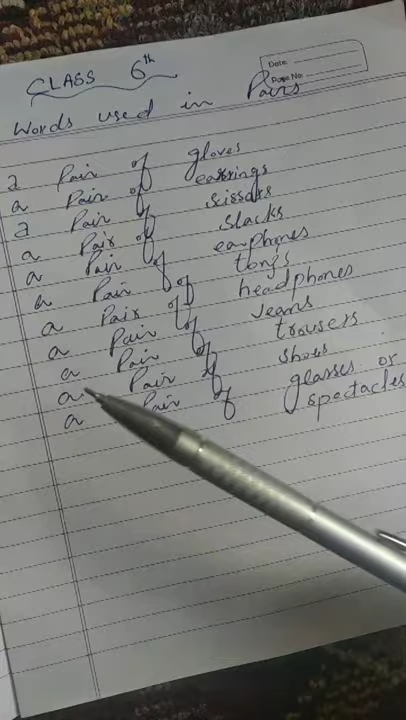 CLASS 6th
Date:
Page No:
Words used in Pairs
a Pair of gloves
a Pair of earrings
a Pair of scissors
a Pair of slacks
a Pair of earphones
a Pair of tongs
a Pair of headphones
a Pair of Jeans
a Pair of trousers
a Pair of shoes
a Pair of glasses or
spectacles